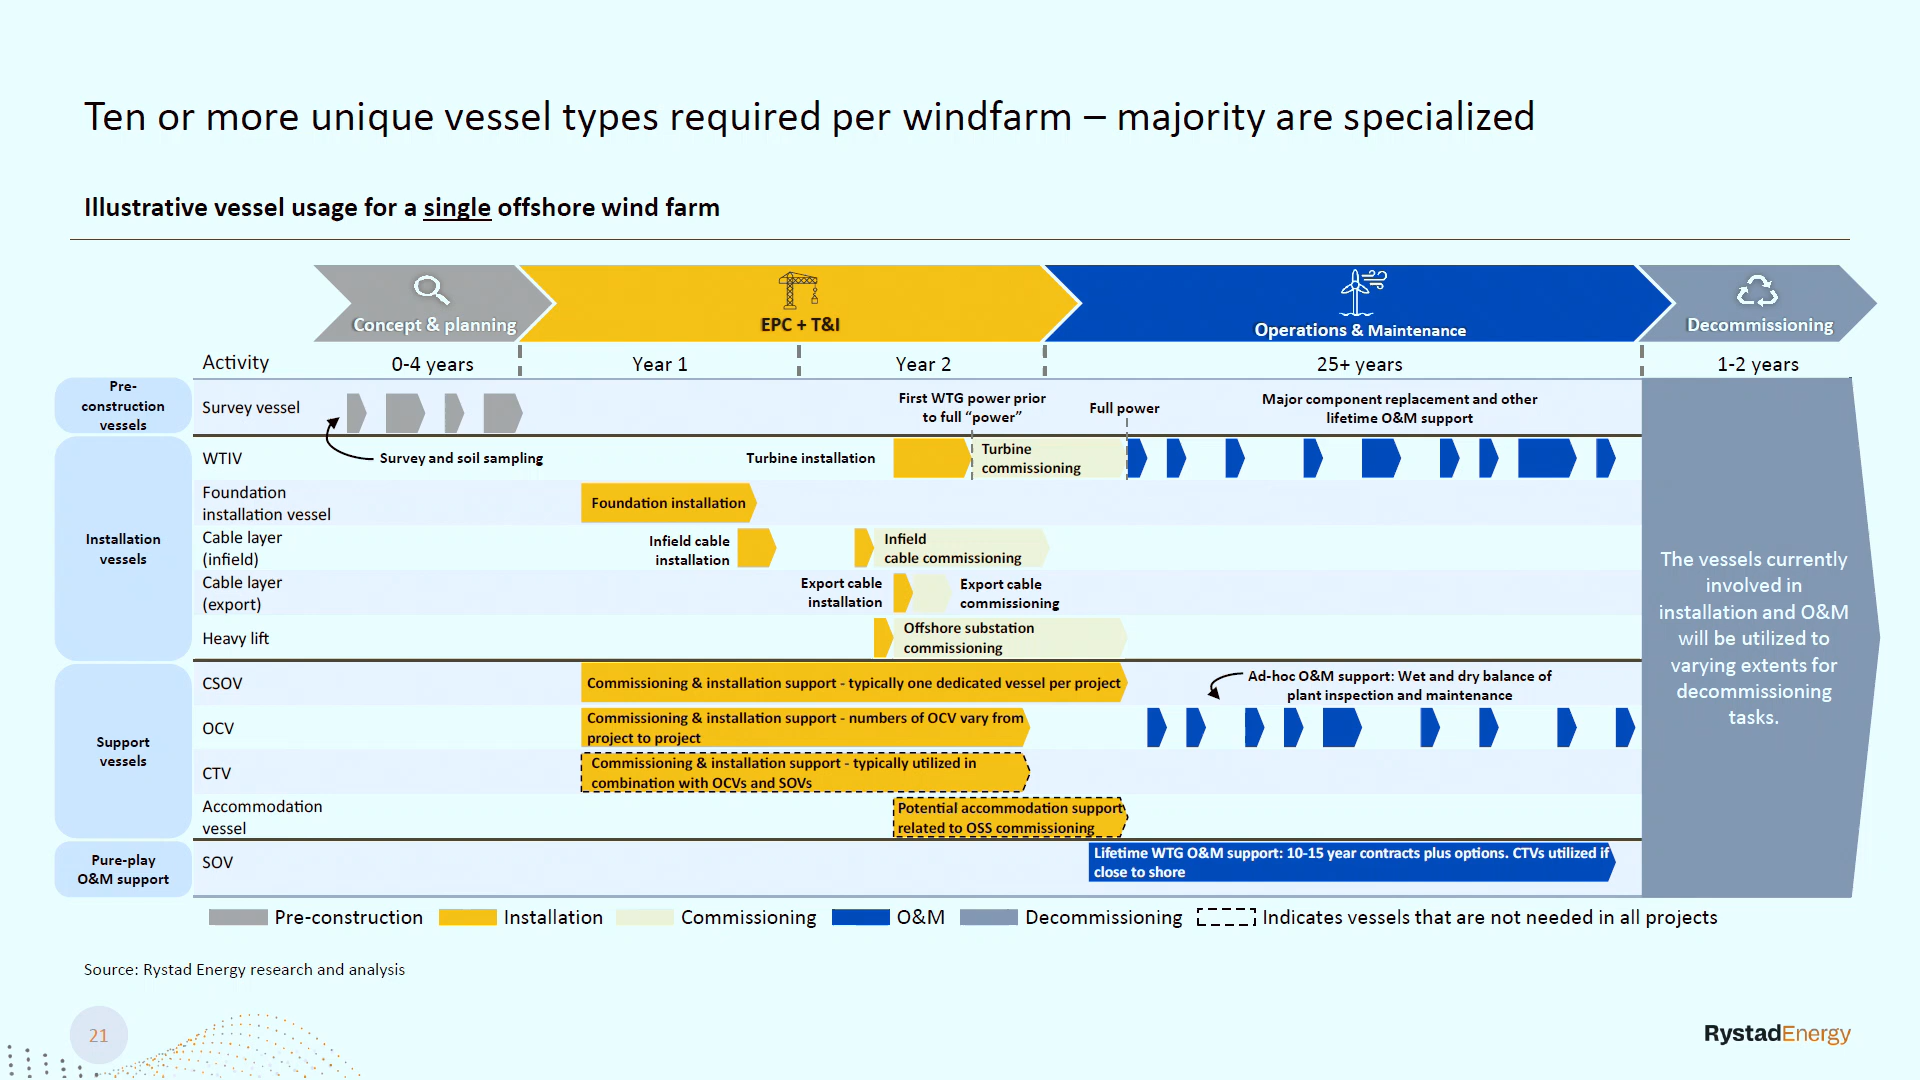 Ten or more unique vessel types required per windfarm – majority are specialized
Illustrative vessel usage for a single offshore wind farm
Concept & planning
EPC + T&I
Operations & Maintenance
Decommissioning
Activity
0-4 years
Year 1
Year 2
25+ years
1-2 years
Pre-
construction
vessels
Survey vessel
First WTG power prior
to full “power”
Full power
Major component replacement and other
lifetime O&M support
Survey and soil sampling
Installation
vessels
WTIV
Turbine installation
Turbine
commissioning
Foundation
installation vessel
Foundation installation
Cable layer
(infield)
Infield cable
installation
Infield
cable commissioning
Cable layer
(export)
Export cable
installation
Export cable
commissioning
Heavy lift
Offshore substation
commissioning
Support
vessels
CSOV
Commissioning & installation support - typically one dedicated vessel per project
Ad-hoc O&M support: Wet and dry balance of
plant inspection and maintenance
OCV
Commissioning & installation support - numbers of OCV vary from
project to project
CTV
Commissioning & installation support - typically utilized in
combination with OCVs and SOVs
Accommodation
vessel
Potential accommodation support
related to OSS commissioning
Pure-play
O&M support
SOV
Lifetime WTG O&M support: 10-15 year contracts plus options. CTVs utilized if
close to shore
The vessels currently
involved in
installation and O&M
will be utilized to
varying extents for
decommissioning
tasks.
Pre-construction
Installation
Commissioning
O&M
Decommissioning
Indicates vessels that are not needed in all projects
Source: Rystad Energy research and analysis
21
RystadEnergy